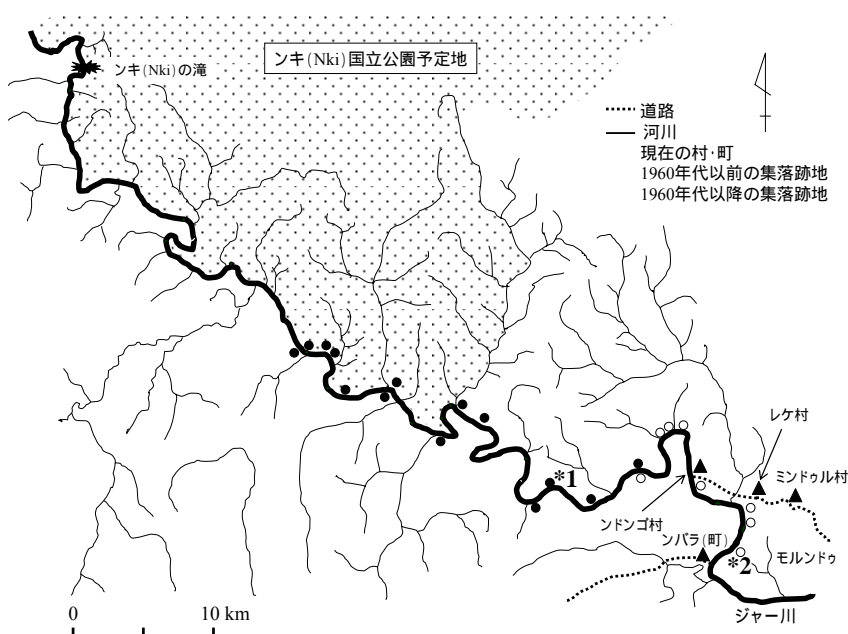 ンキ(Nki)国立公園予定地
ンキ(Nki)の滝
道路
河川
現在の村・町
1960年代以前の集落跡地
1960年代以降の集落跡地
レケ村
ミンドゥル村
*1
ンドンゴ村
ンバラ(町)
*2
モルンドゥ
ジャー川
0 10 km